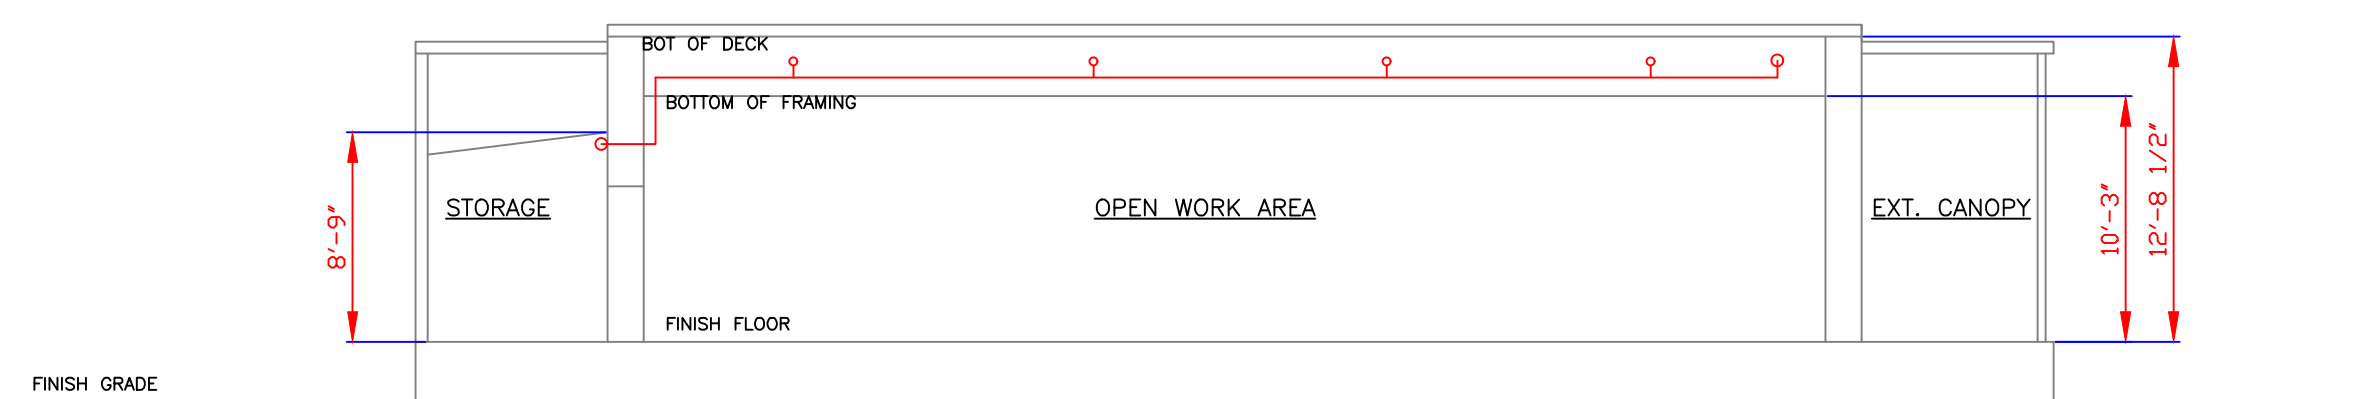 BOT OF DECK
BOTTOM OF FRAMING
STORAGE
OPEN WORK AREA
EXT. CANOPY
8'-9"
10'-3"
12'-8 1/2"
FINISH FLOOR
FINISH GRADE